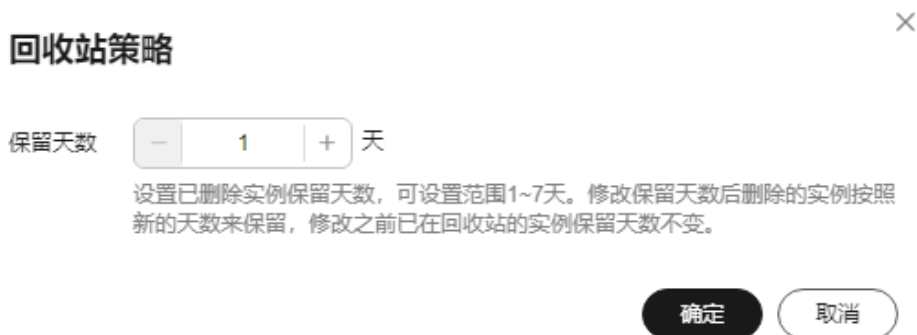 回收站策略
保留天数 1 天
设置已删除实例保留天数，可设置范围1~7天。修改保留天数后删除的实例按照
新的天数来保留，修改之前已在回收站的实例保留天数不变。
确定 取消